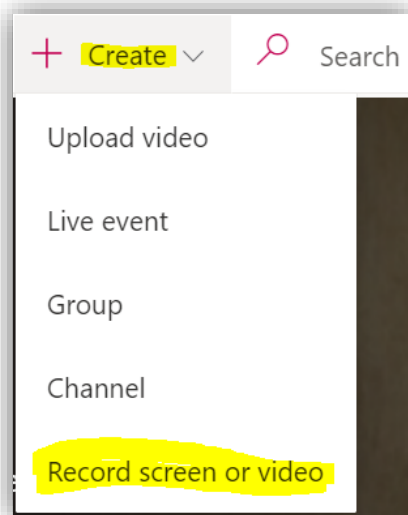 Create
Search
Upload video
Live event
Group
Channel
Record screen or video